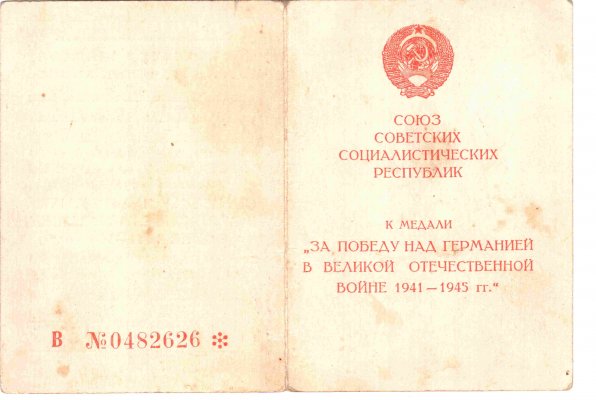 В №0482626
СОЮЗ
СОВЕТСКИХ
СОЦИАЛИСТИЧЕСКИХ
РЕСПУБЛИК
К МЕДАЛИ
„ЗА ПОБЕДУ НАД ГЕРМАНИЕЙ
В ВЕЛИКОЙ ОТЕЧЕСТВЕННОЙ
ВОЙНЕ 1941—1945 гг.“